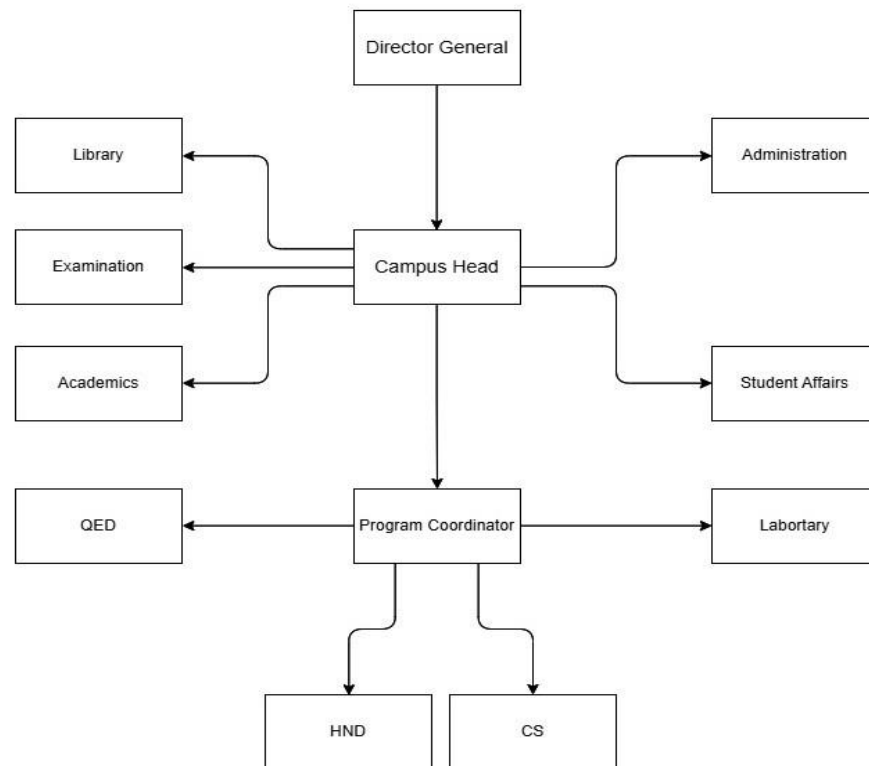 Director General
Library
Administration
Examination
Campus Head
Academics
Student Affairs
QED
Program Coordinator
Labortary
HND
CS